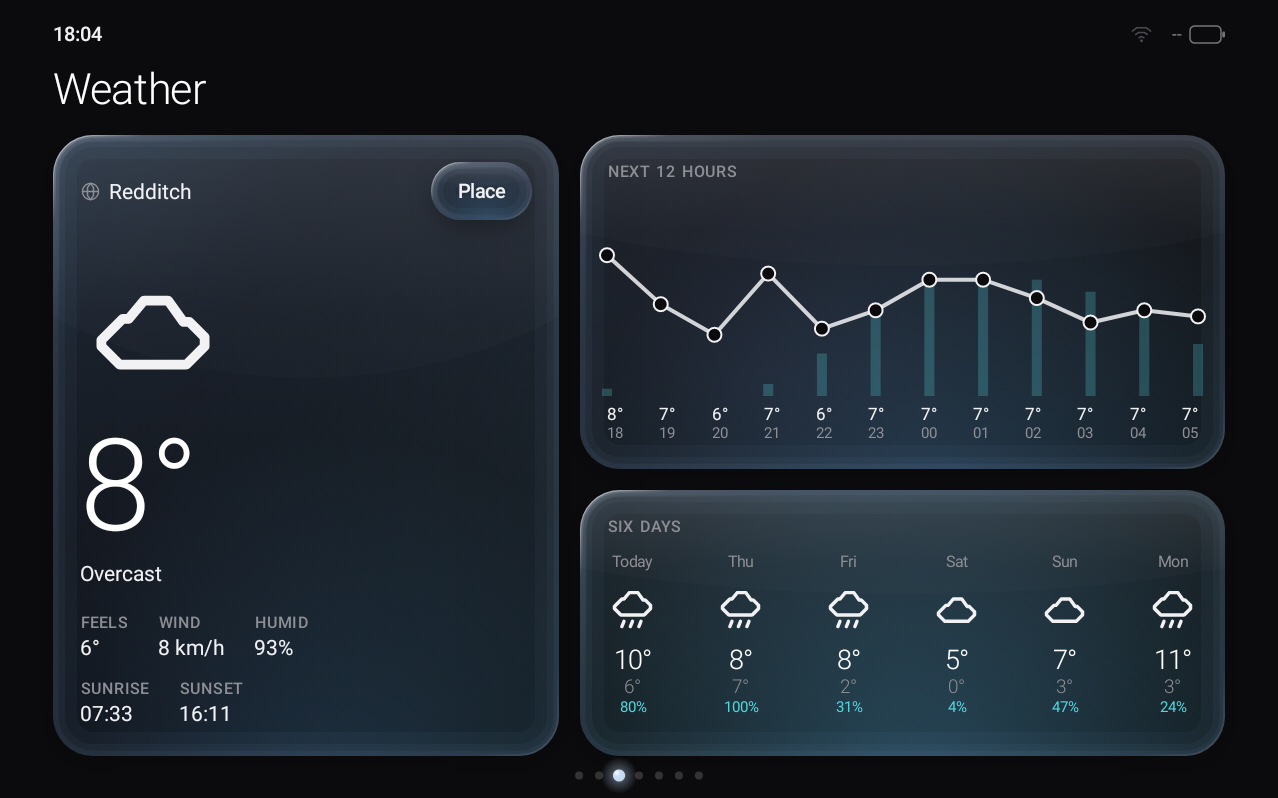 18:04
--
Weather
Redditch
Place
8°
Overcast
FEELS WIND HUMID
6° 8 km/h 93%
SUNRISE SUNSET
07:33 16:11
NEXT 12 HOURS
8° 7° 6° 7° 6° 7° 7° 7° 7° 7° 7° 7°
18 19 20 21 22 23 00 01 02 03 04 05
SIX DAYS
Today Thu Fri Sat Sun Mon
10° 8° 8° 5° 7° 11°
6° 7° 2° 0° 3° 3°
80% 100% 31% 4% 47% 24%